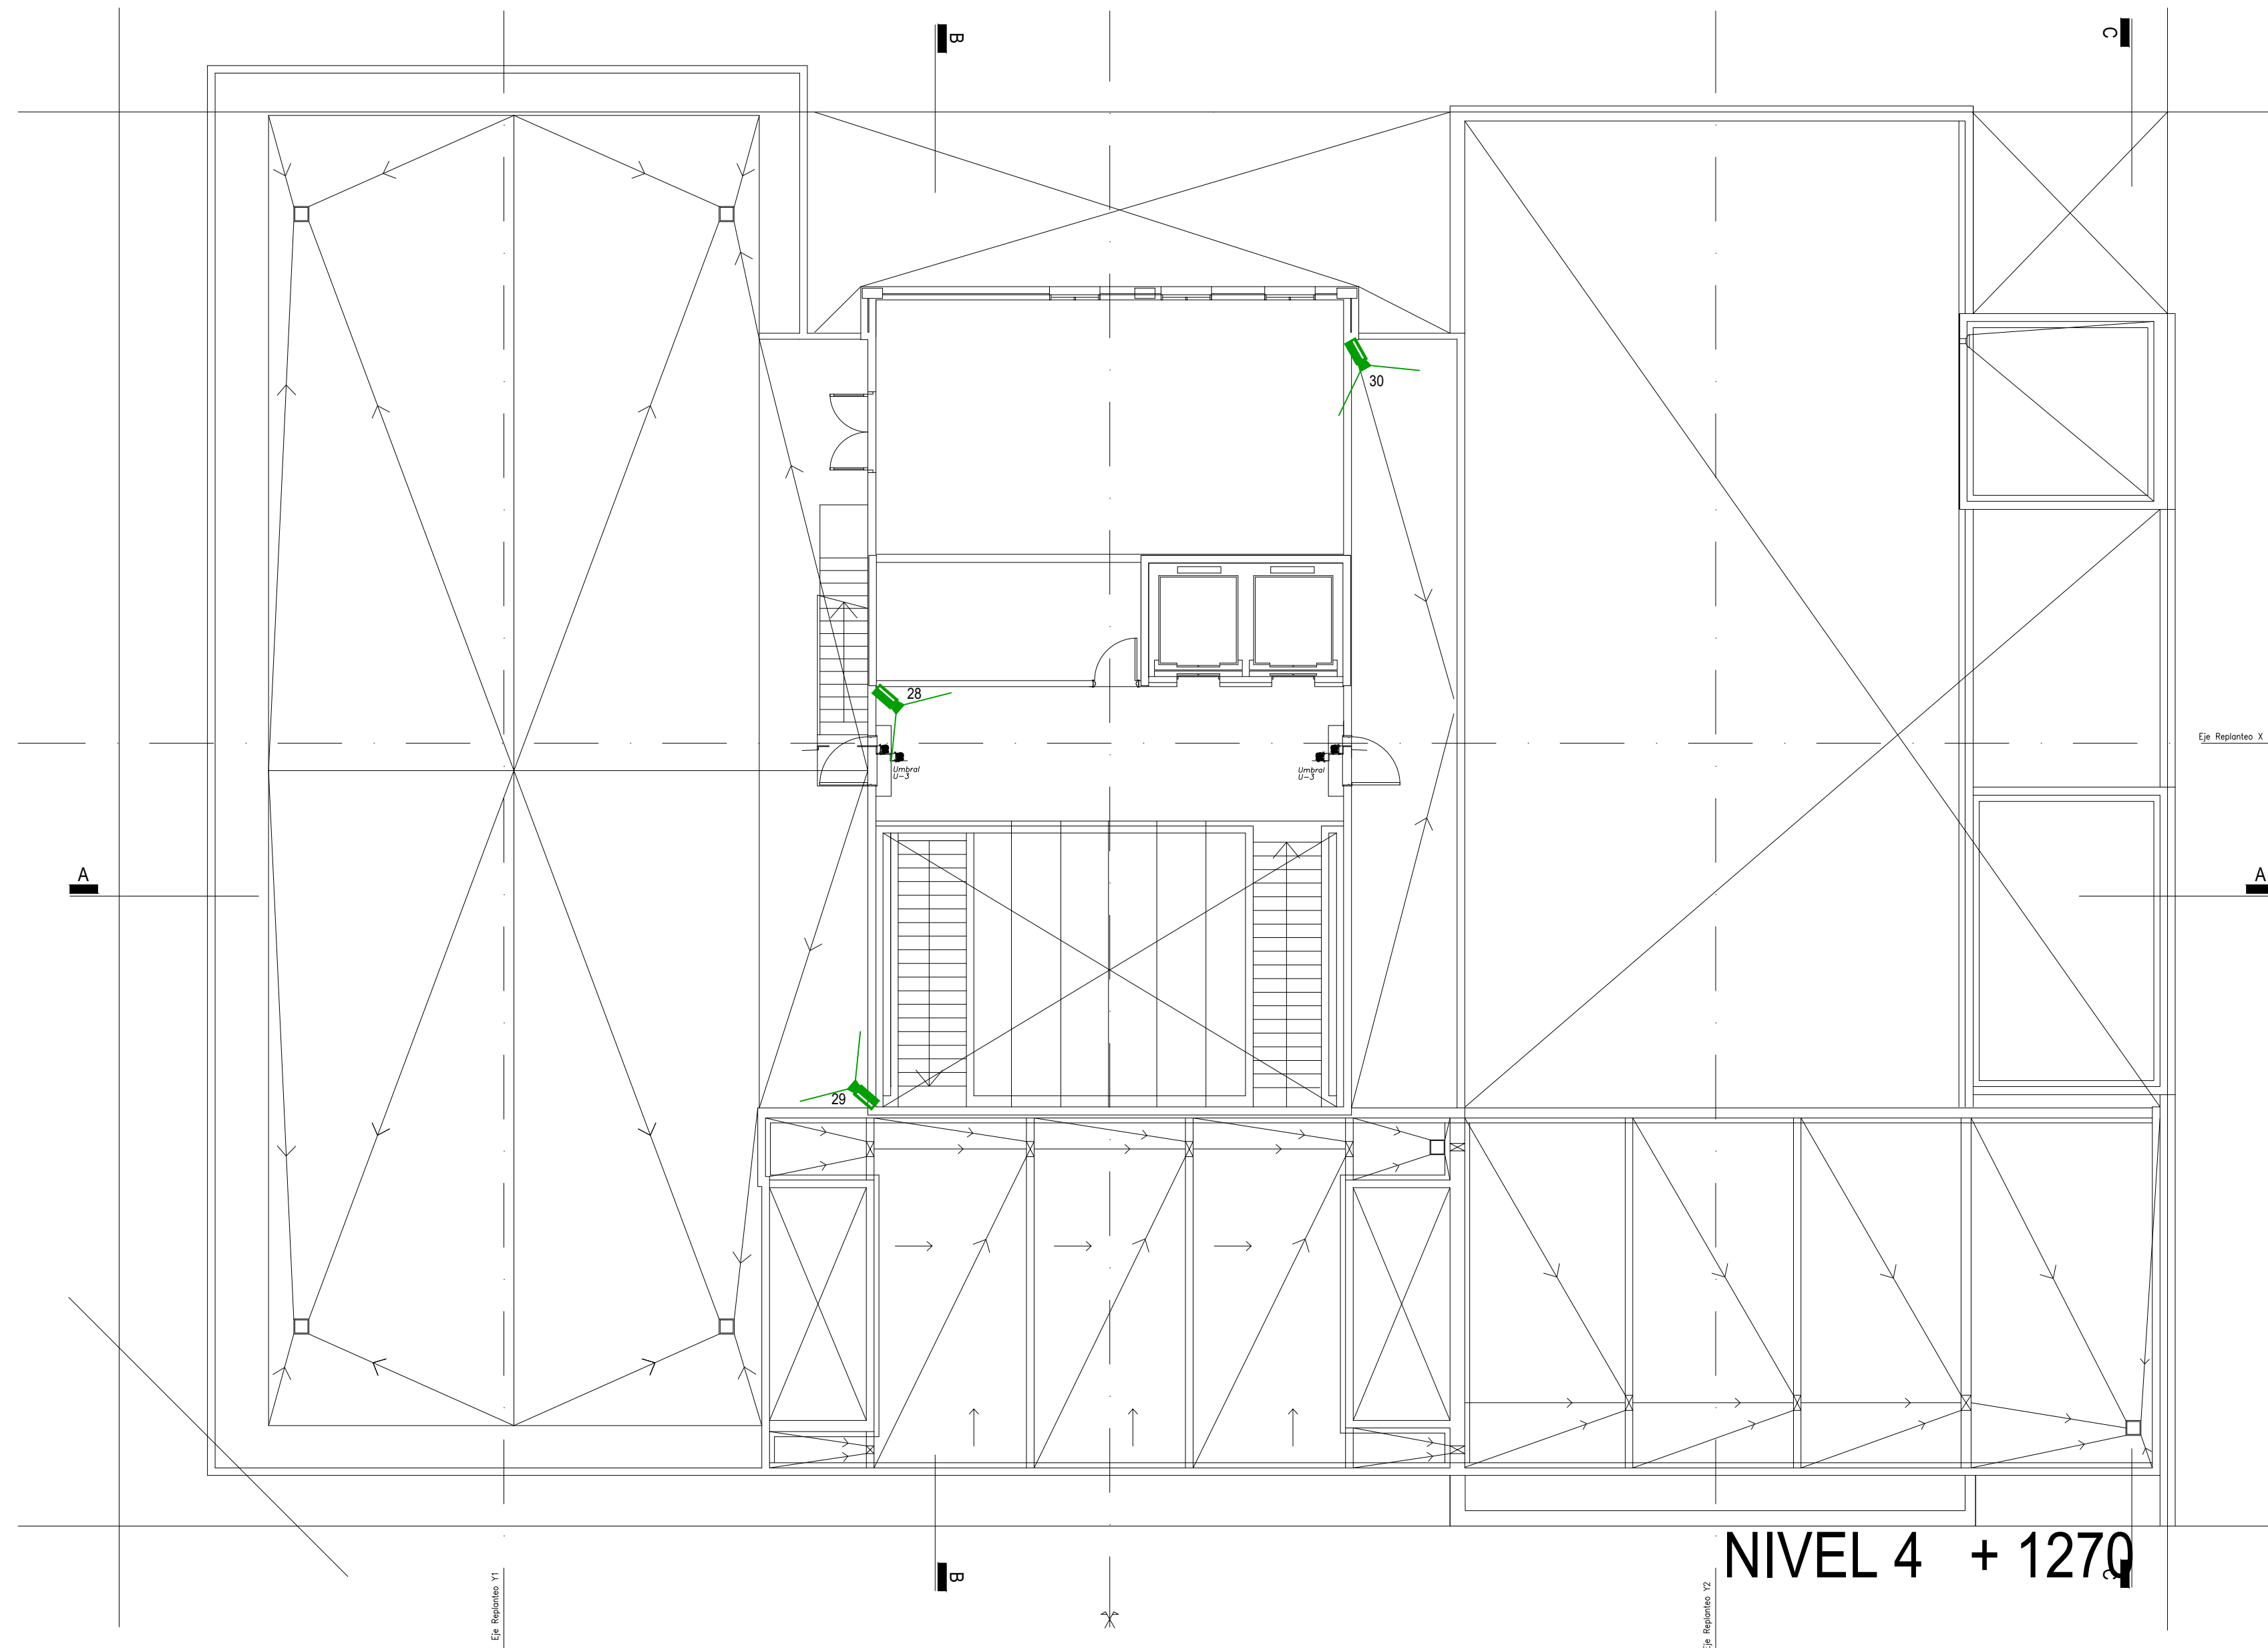 B
C
30
28
Umbral
U-3
Umbral
U-3
Eje Replanteo X
A
A
29
NIVEL 4 + 1270
B
C
Eje Replanteo Y1
Eje Replanteo Y2